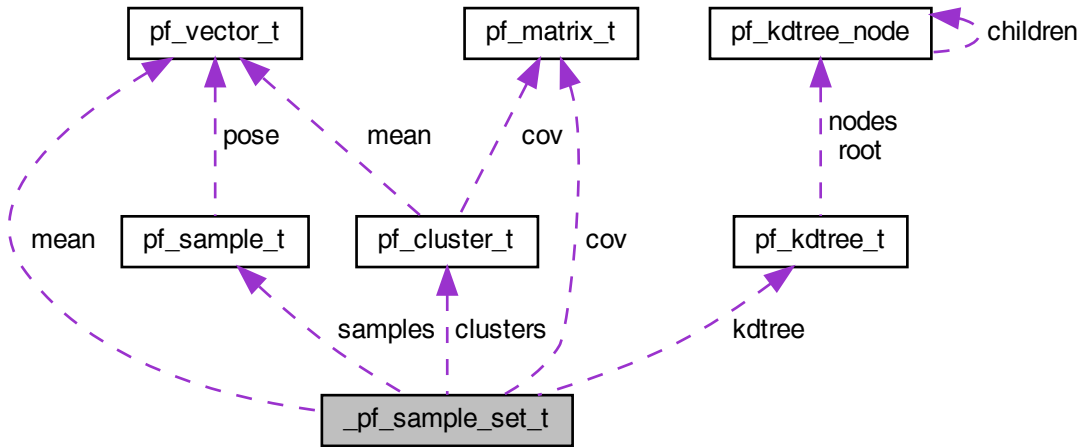 pf_vector_t
pf_matrix_t
pf_kdtree_node
children
pose
mean
cov
nodes
root
mean
pf_sample_t
pf_cluster_t
cov
pf_kdtree_t
samples
clusters
kdtree
_pf_sample_set_t